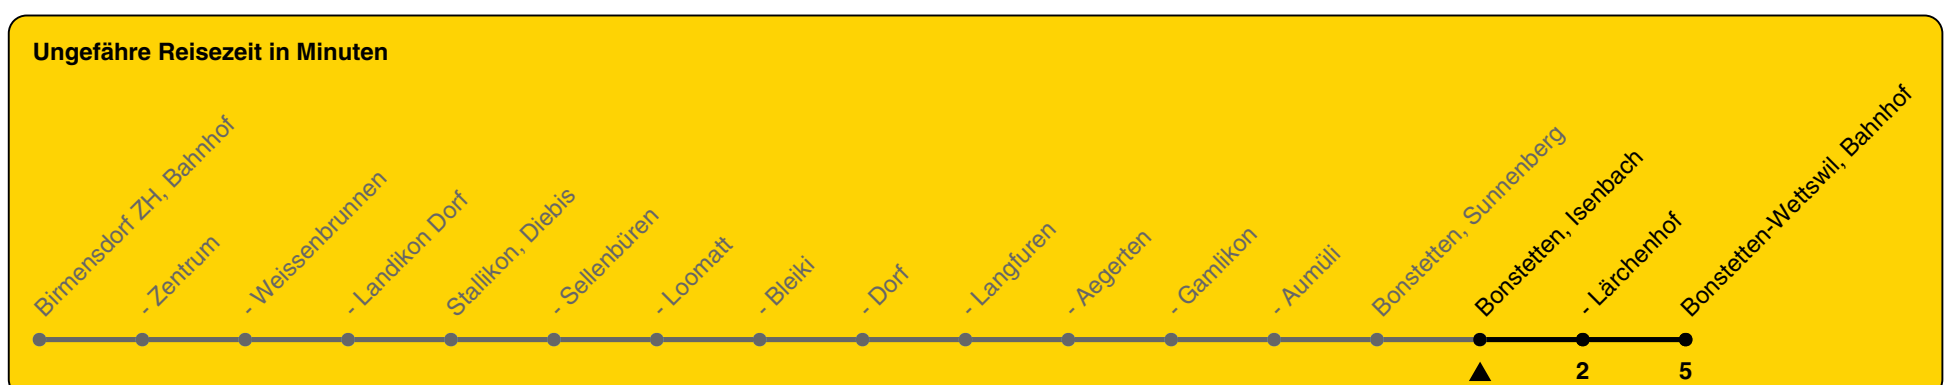 Ungefähre Reisezeit in Minuten
Birmensdorf ZH, Bahnhof
- Zentrum
- Weissenbrunnen
- Landikon Dorf
Stallikon, Diebis
- Sellenbüren
- Loomatt
- Bleiki
- Dorf
- Langfuren
- Aegerten
- Gamlikon
- Aumüli
Bonstetten, Sunnenberg
Bonstetten, Isenbach
- Lärchenhof
Bonstetten-Wettswil, Bahnhof
2
5